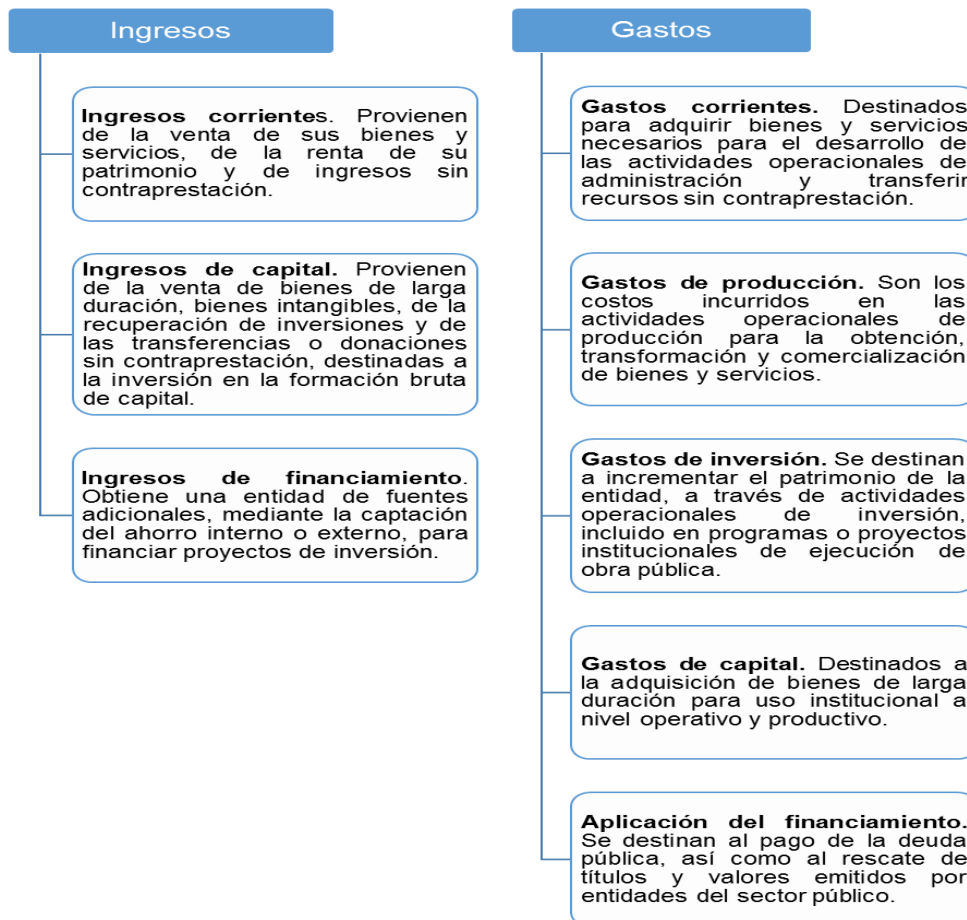 Ingresos
Ingresos corrientes. Provienen
de la venta de sus bienes y
servicios, de la renta de su
patrimonio y de ingresos sin
contraprestación.
Ingresos de capital. Provienen
de la venta de bienes de larga
duración, bienes intangibles, de la
recuperación de inversiones y de
las transferencias o donaciones
sin contraprestación, destinadas a
la inversión en la formación bruta
de capital.
Ingresos de financiamiento.
Obtiene una entidad de fuentes
adicionales, mediante la captación
del ahorro interno o externo, para
financiar proyectos de inversión.
Gastos
Gastos corrientes. Destinados
para adquirir bienes y servicios
necesarios para el desarrollo de
las actividades operacionales de
administración y transferir
recursos sin contraprestación.
Gastos de producción. Son los
costos incurridos en las
actividades operacionales de
producción para la obtención,
transformación y comercialización
de bienes y servicios.
Gastos de inversión. Se destinan
a incrementar el patrimonio de la
entidad, a través de actividades
operacionales de inversión,
incluido en programas o proyectos
institucionales de ejecución de
obra pública.
Gastos de capital. Destinados a
la adquisición de bienes de larga
duración para uso institucional a
nivel operativo y productivo.
Aplicación del financiamiento.
Se destinan al pago de la deuda
pública, así como al rescate de
títulos y valores emitidos por
entidades del sector público.